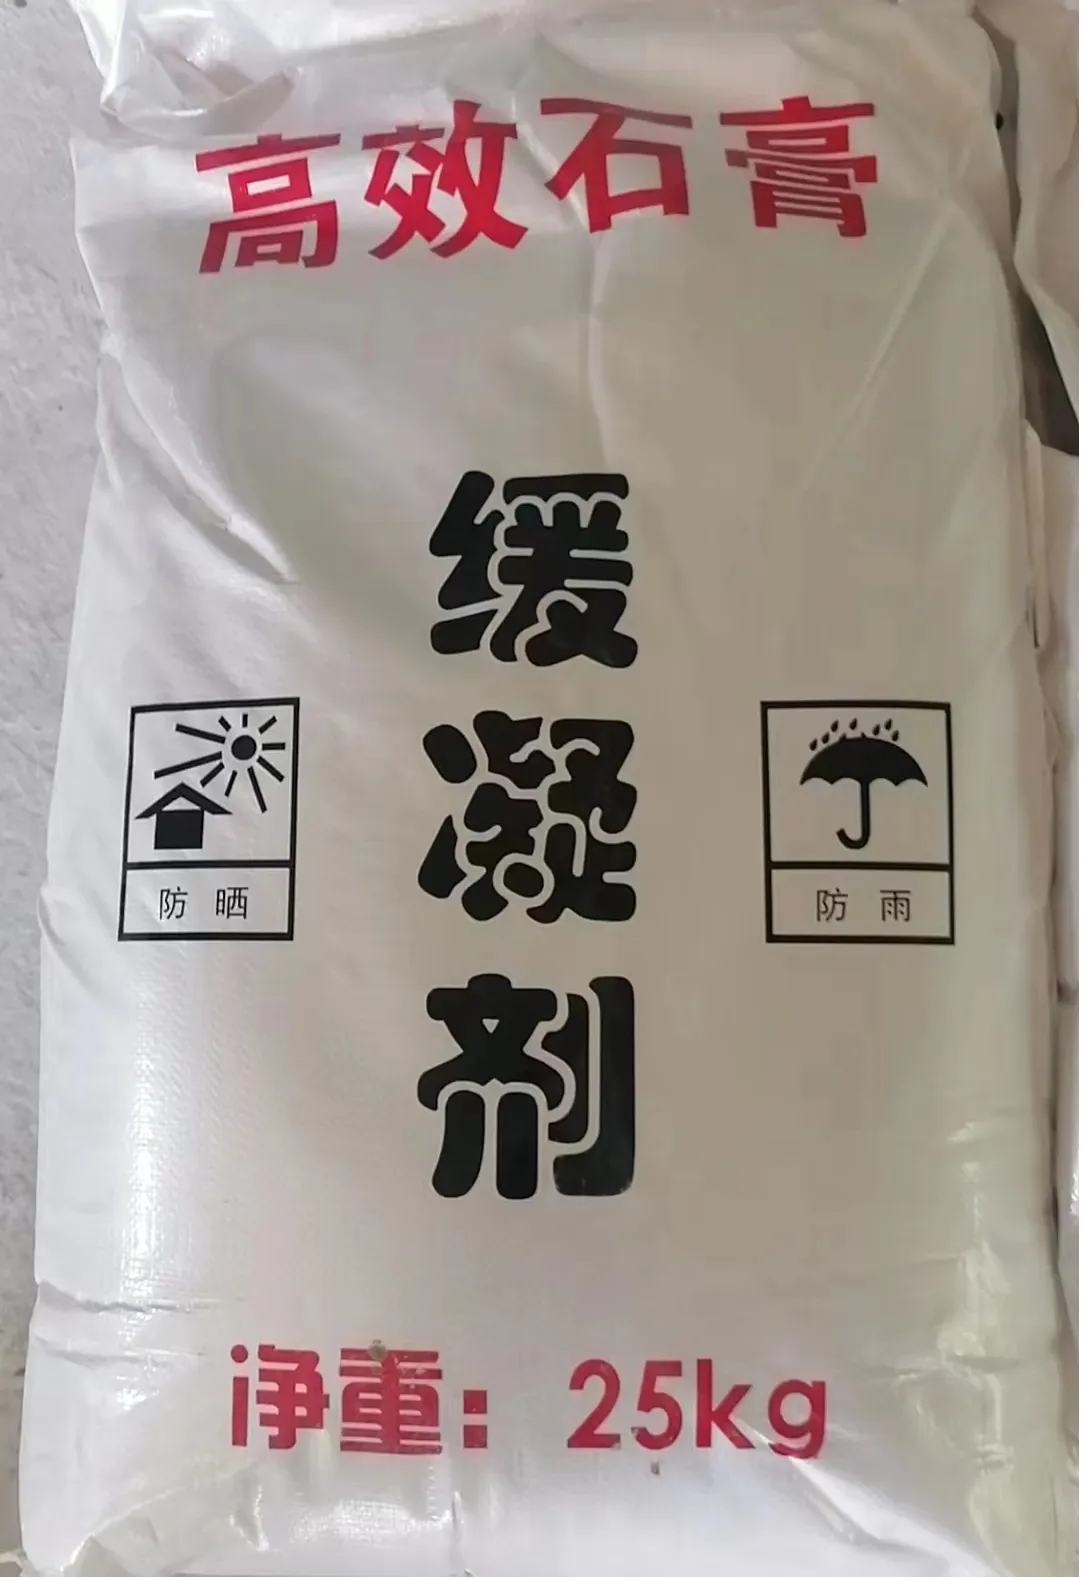 高效石膏
缓凝剂
防晒
防雨
净重：25kg